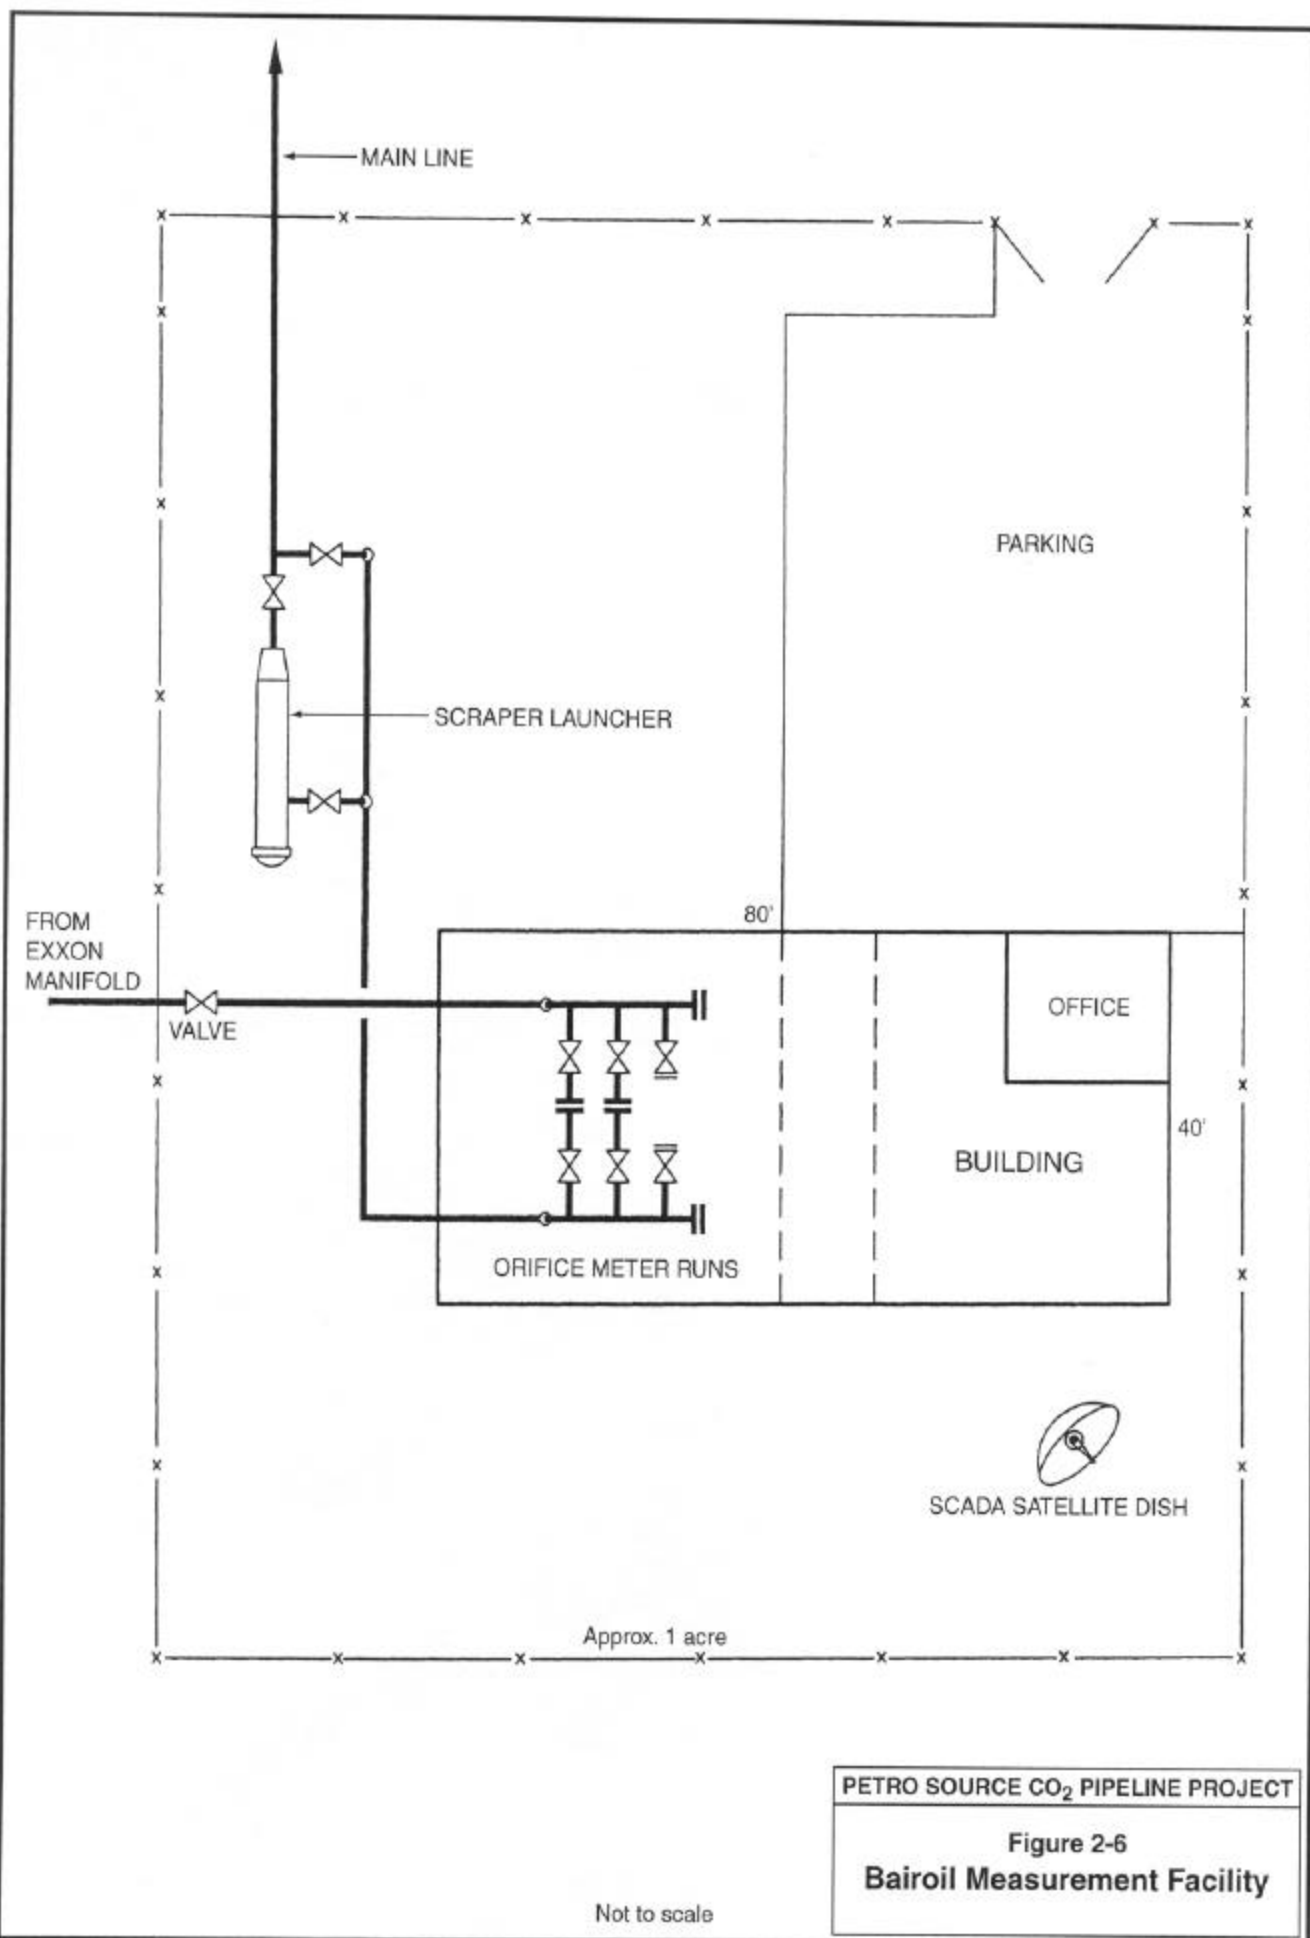 MAIN LINE
PARKING
SCRAPER LAUNCHER
80'
FROM
EXXON
MANIFOLD
VALVE
OFFICE
40'
BUILDING
ORIFICE METER RUNS
SCADA SATELLITE DISH
Approx. 1 acre
PETRO SOURCE CO₂ PIPELINE PROJECT
Figure 2-6
Bairoil Measurement Facility
Not to scale